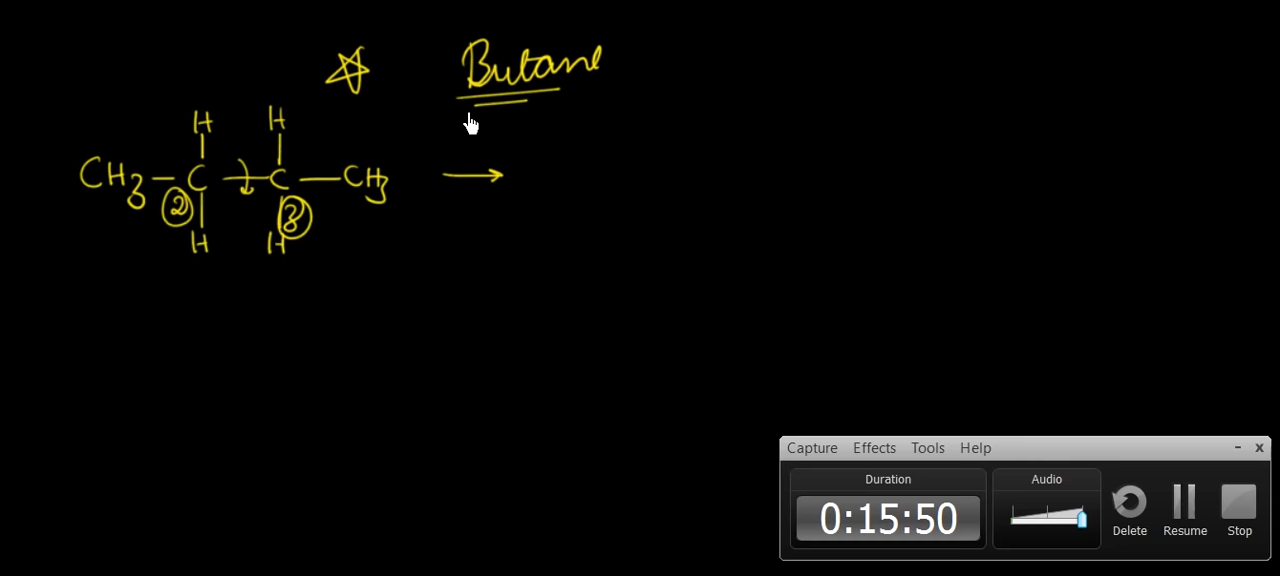 Butane
H H
CH3 – C – C – CH3 →
② ③
H H
Capture Effects Tools Help - x
Duration Audio
0:15:50
Delete Resume Stop